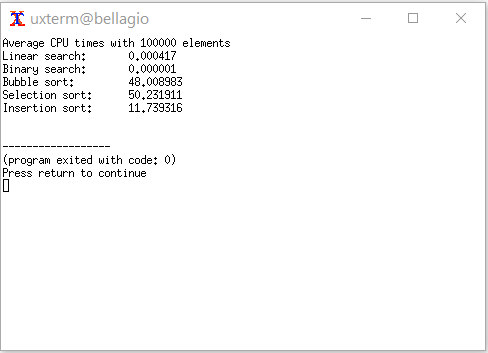 uxterm@bellagio
Average CPU times with 100000 elements
Linear search: 0.000417
Binary search: 0.000001
Bubble sort: 48.008983
Selection sort: 50.231911
Insertion sort: 11.739316
------------------
(program exited with code: 0)
Press return to continue